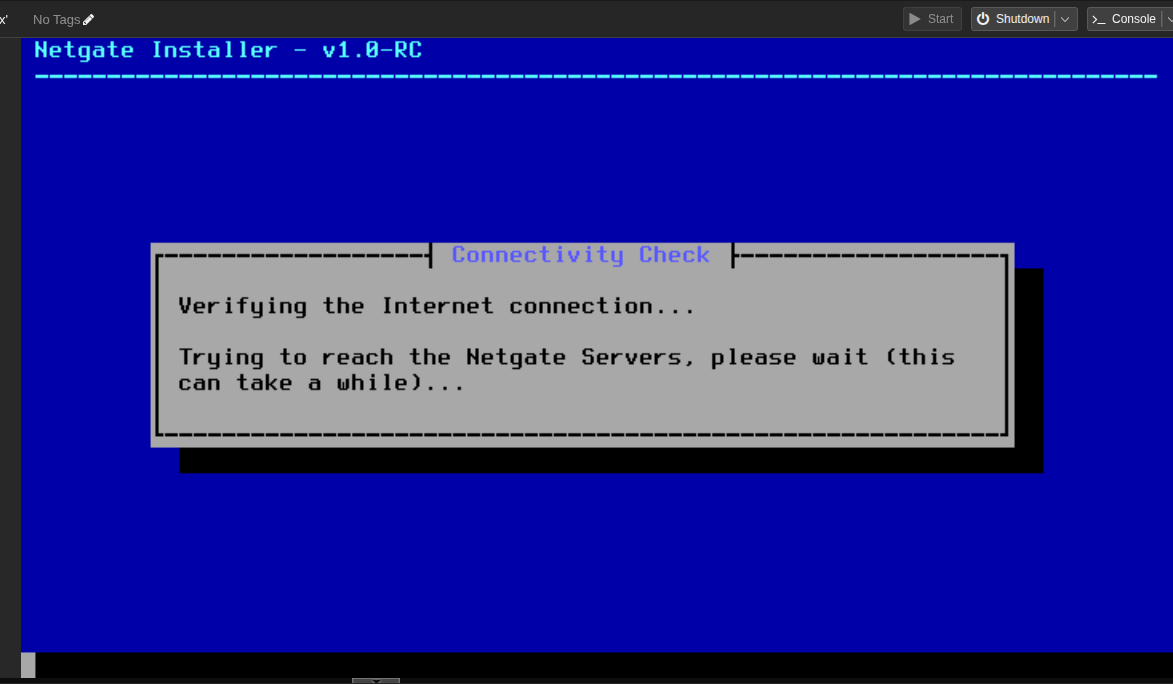 x'
No Tags
Start
Shutdown
Console
Netgate Installer - v1.0-RC
Connectivity Check
Verifying the Internet connection...
Trying to reach the Netgate Servers, please wait (this
can take a while)...